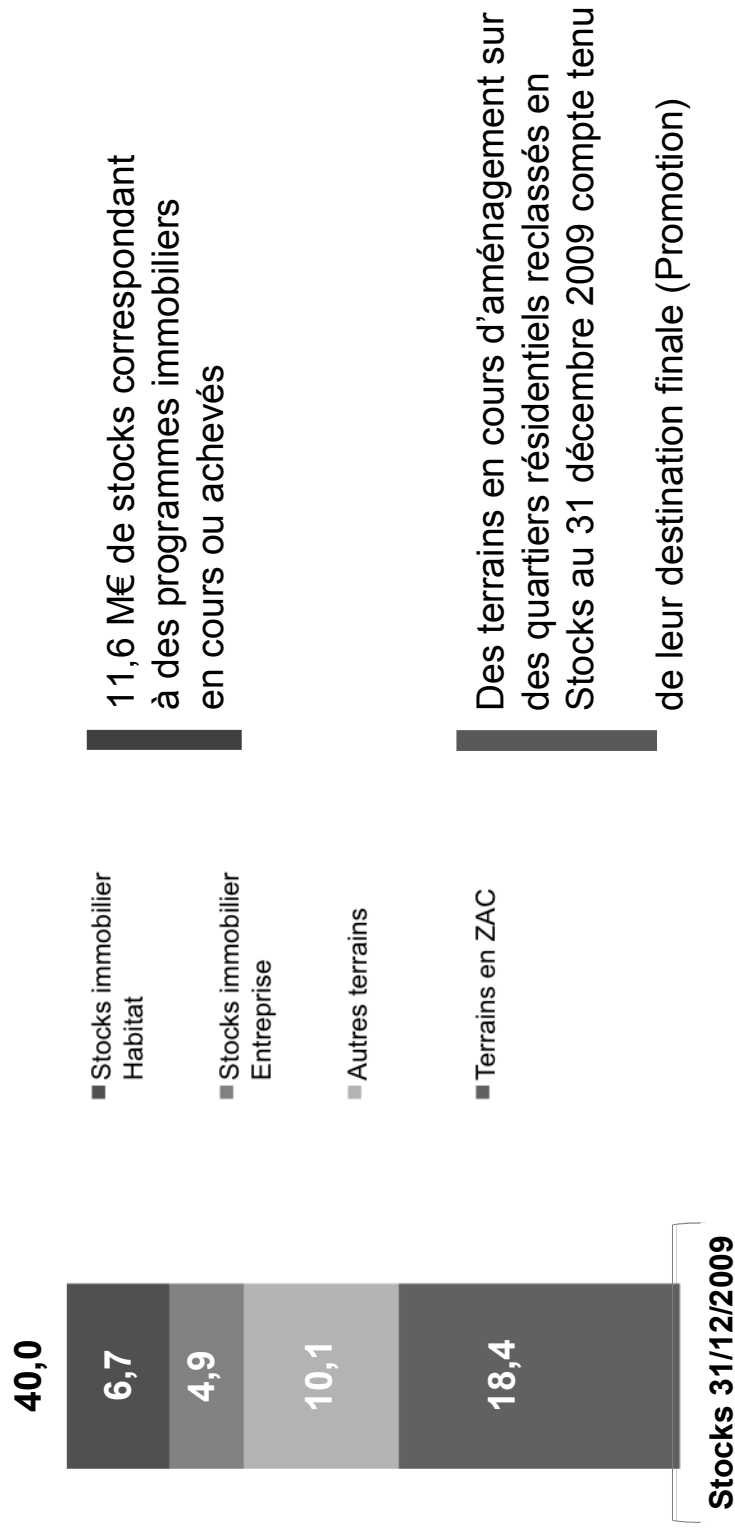 40,0
6,7
4,9
10,1
18,4
Stocks 31/12/2009
Stocks immobilier
Habitat
Stocks immobilier
Entreprise
Autres terrains
Terrains en ZAC
11,6 M€ de stocks correspondant
à des programmes immobiliers
en cours ou achevés
Des terrains en cours d’aménagement sur
des quartiers résidentiels reclassés en
Stocks au 31 décembre 2009 compte tenu
de leur destination finale (Promotion)